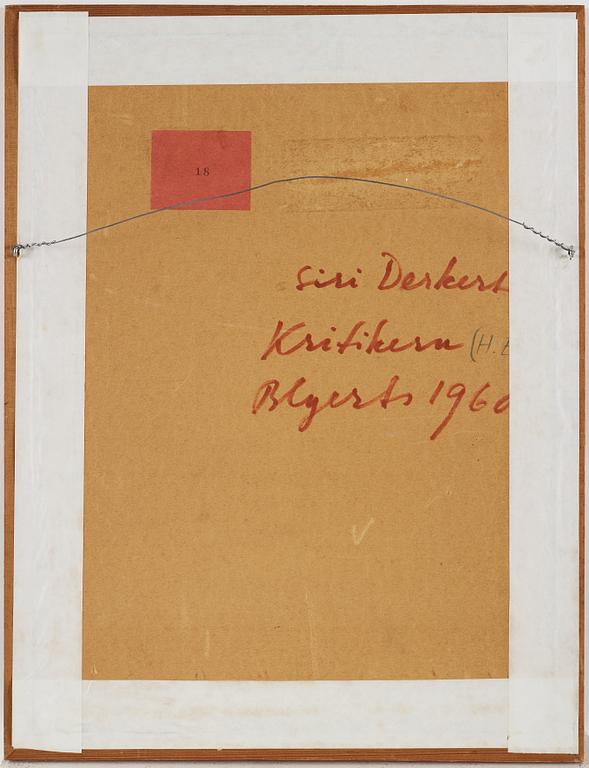 18
Siri Derkert
Kritikern (H.
Blyerts 1960